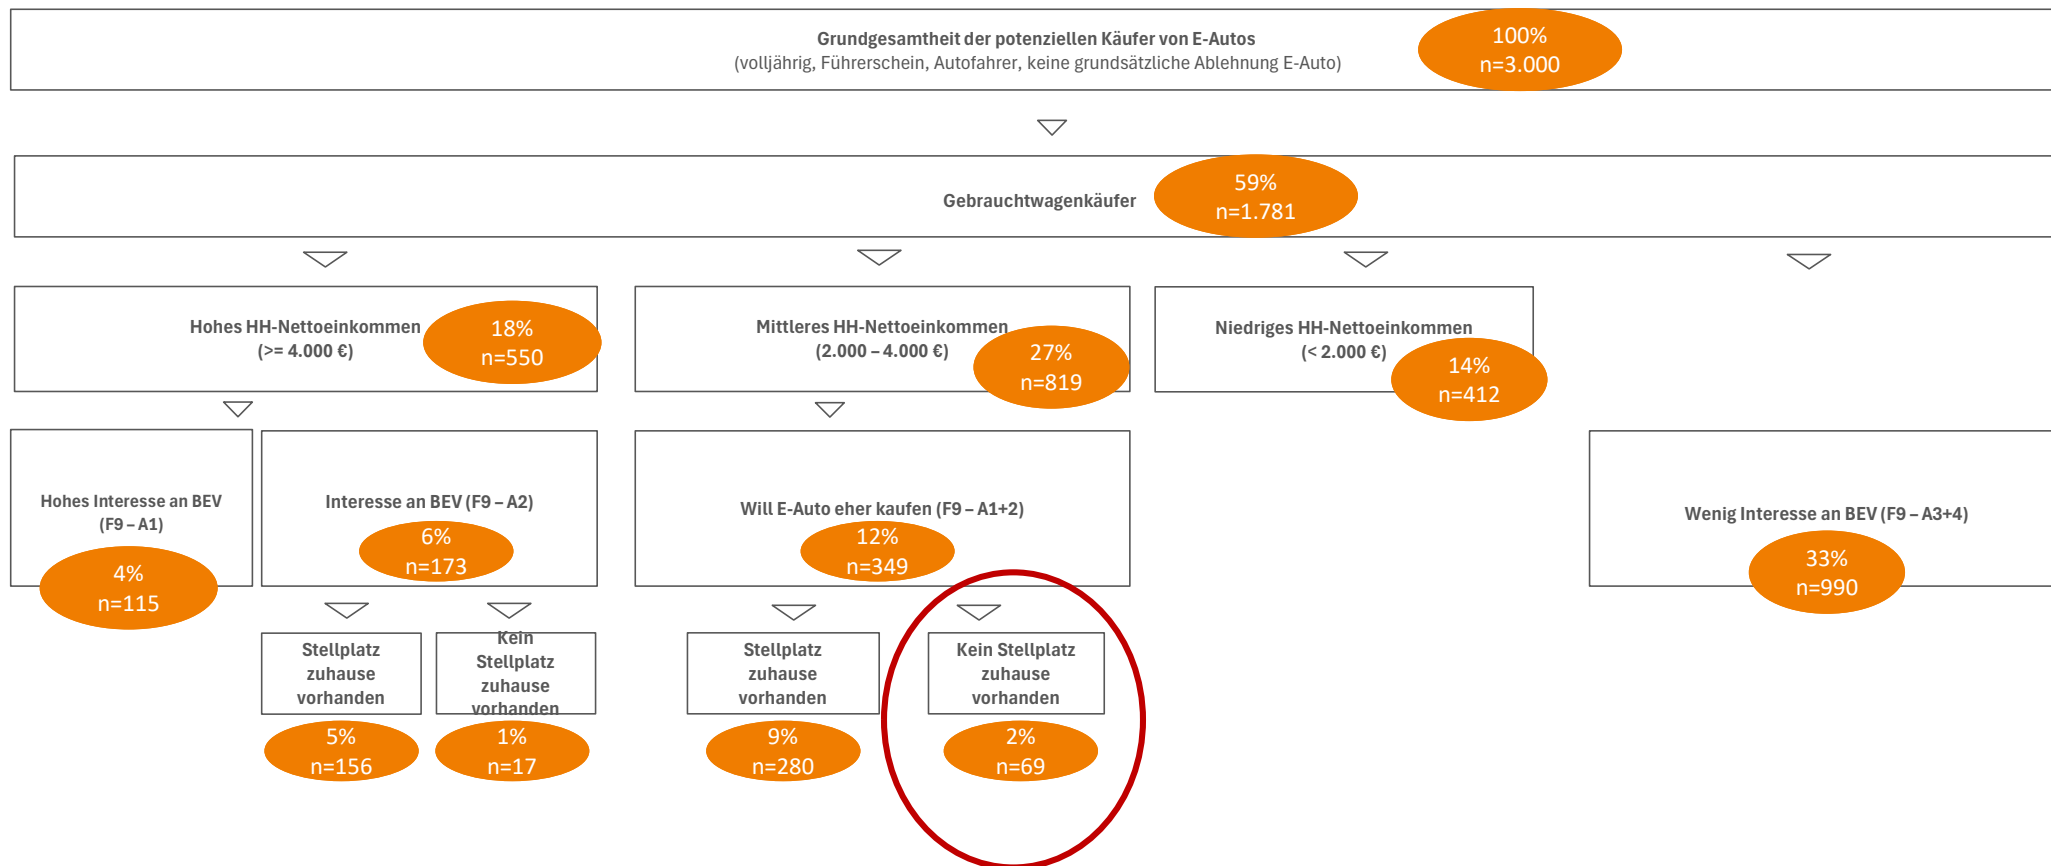 Grundgesamtheit der potenziellen Käufer von E-Autos
(volljährig, Führerschein, Autofahrer, keine grundsätzliche Ablehnung E-Auto)
100%
n=3.000
Gebrauchtwagenkäufer
59%
n=1.781
Hohes HH-Nettoeinkommen
(>= 4.000 €)
18%
n=550
Mittleres HH-Nettoeinkommen
(2.000 – 4.000 €)
27%
n=819
Niedriges HH-Nettoeinkommen
(< 2.000 €)
14%
n=412
Hohes Interesse an BEV
(F9 – A1)
4%
n=115
Interesse an BEV (F9 – A2)
6%
n=173
Will E-Auto eher kaufen (F9 – A1+2)
12%
n=349
Wenig Interesse an BEV (F9 – A3+4)
33%
n=990
Stellplatz
zuhause
vorhanden
5%
n=156
Kein
Stellplatz
zuhause
vorhanden
1%
n=17
Stellplatz
zuhause
vorhanden
9%
n=280
Kein Stellplatz
zuhause
vorhanden
2%
n=69